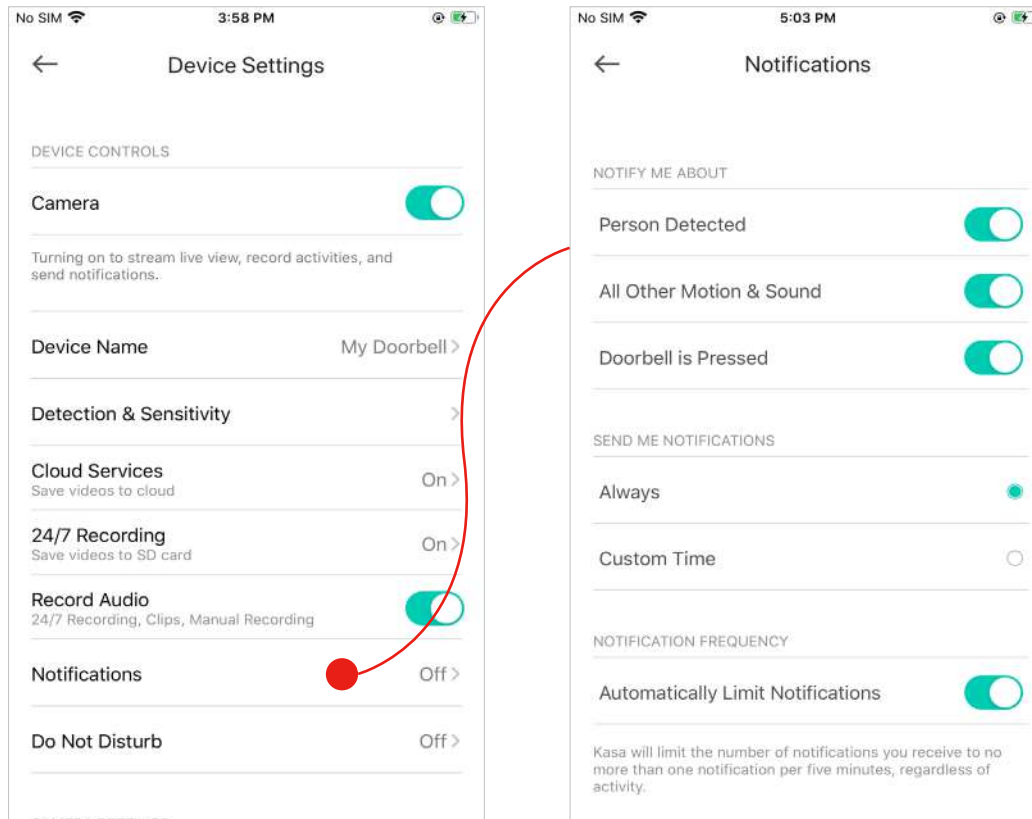 No SIM 3:58 PM
Device Settings
DEVICE CONTROLS
Camera
Turning on to stream live view, record activities, and
send notifications.
Device Name My Doorbell
Detection & Sensitivity
Cloud Services On
Save videos to cloud
24/7 Recording On
Save videos to SD card
Record Audio
24/7 Recording, Clips, Manual Recording
Notifications Off
Do Not Disturb Off
No SIM 5:03 PM
Notifications
NOTIFY ME ABOUT
Person Detected
All Other Motion & Sound
Doorbell is Pressed
SEND ME NOTIFICATIONS
Always
Custom Time
NOTIFICATION FREQUENCY
Automatically Limit Notifications
Kasa will limit the number of notifications you receive to no
more than one notification per five minutes, regardless of
activity.